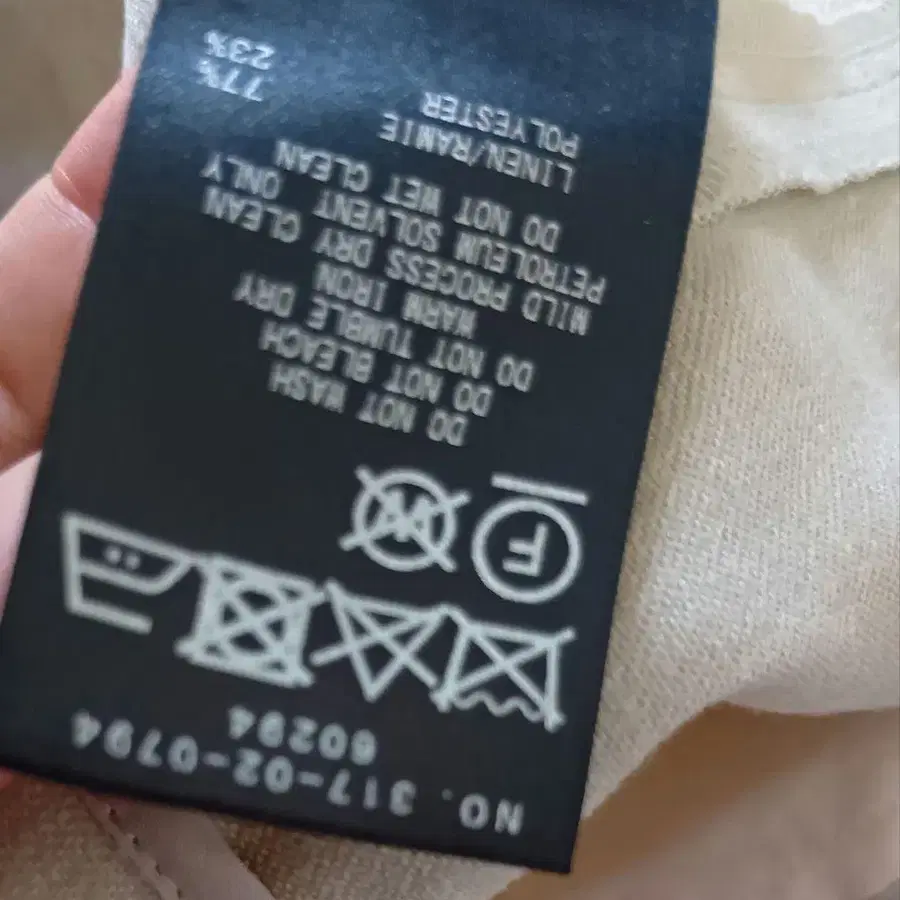 NO. 317-02-0794
60294
F W
DO NOT WASH
DO NOT BLEACH
DO NOT TUMBLE DRY
WARM IRON
MILD PROCESS DRY CLEAN
PETROLEUM SOLVENT ONLY
DO NOT WET CLEAN
LINEN/RAMIE 77%
POLYESTER 23%